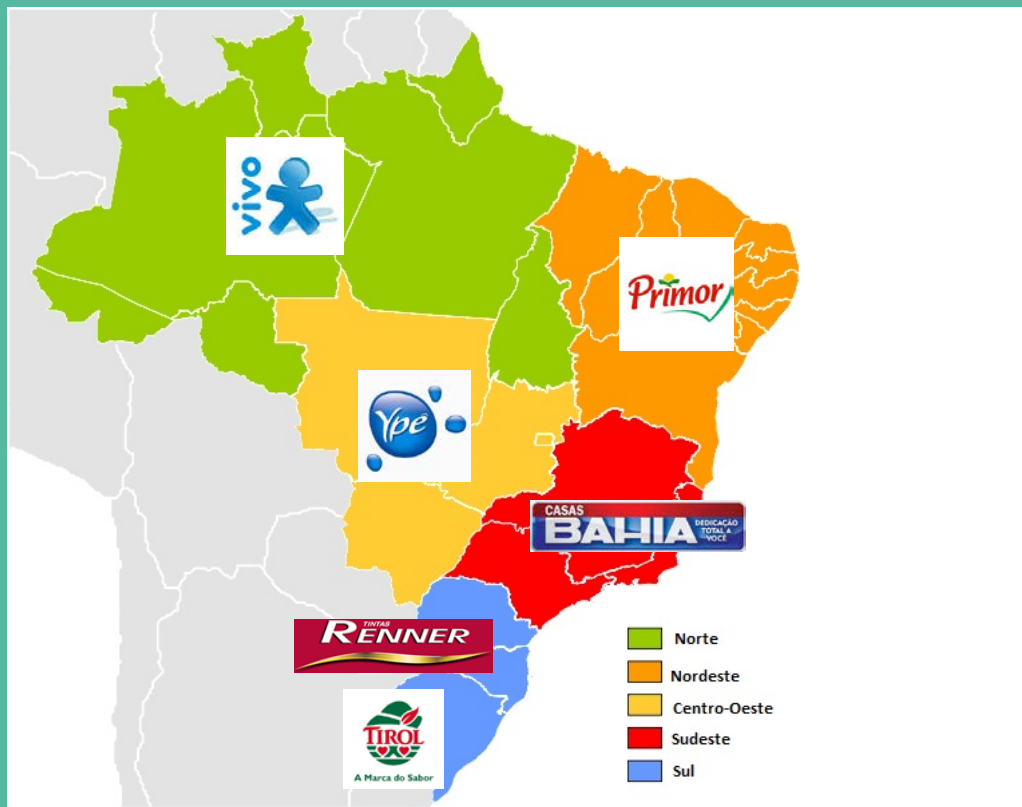 vivo
Primor
Ypê
CASAS
BAHIA
DEDICAÇÃO
TOTAL A
VOCÊ
TINTAS
RENNER
TIROL
A Marca do Sabor
Norte
Nordeste
Centro-Oeste
Sudeste
Sul